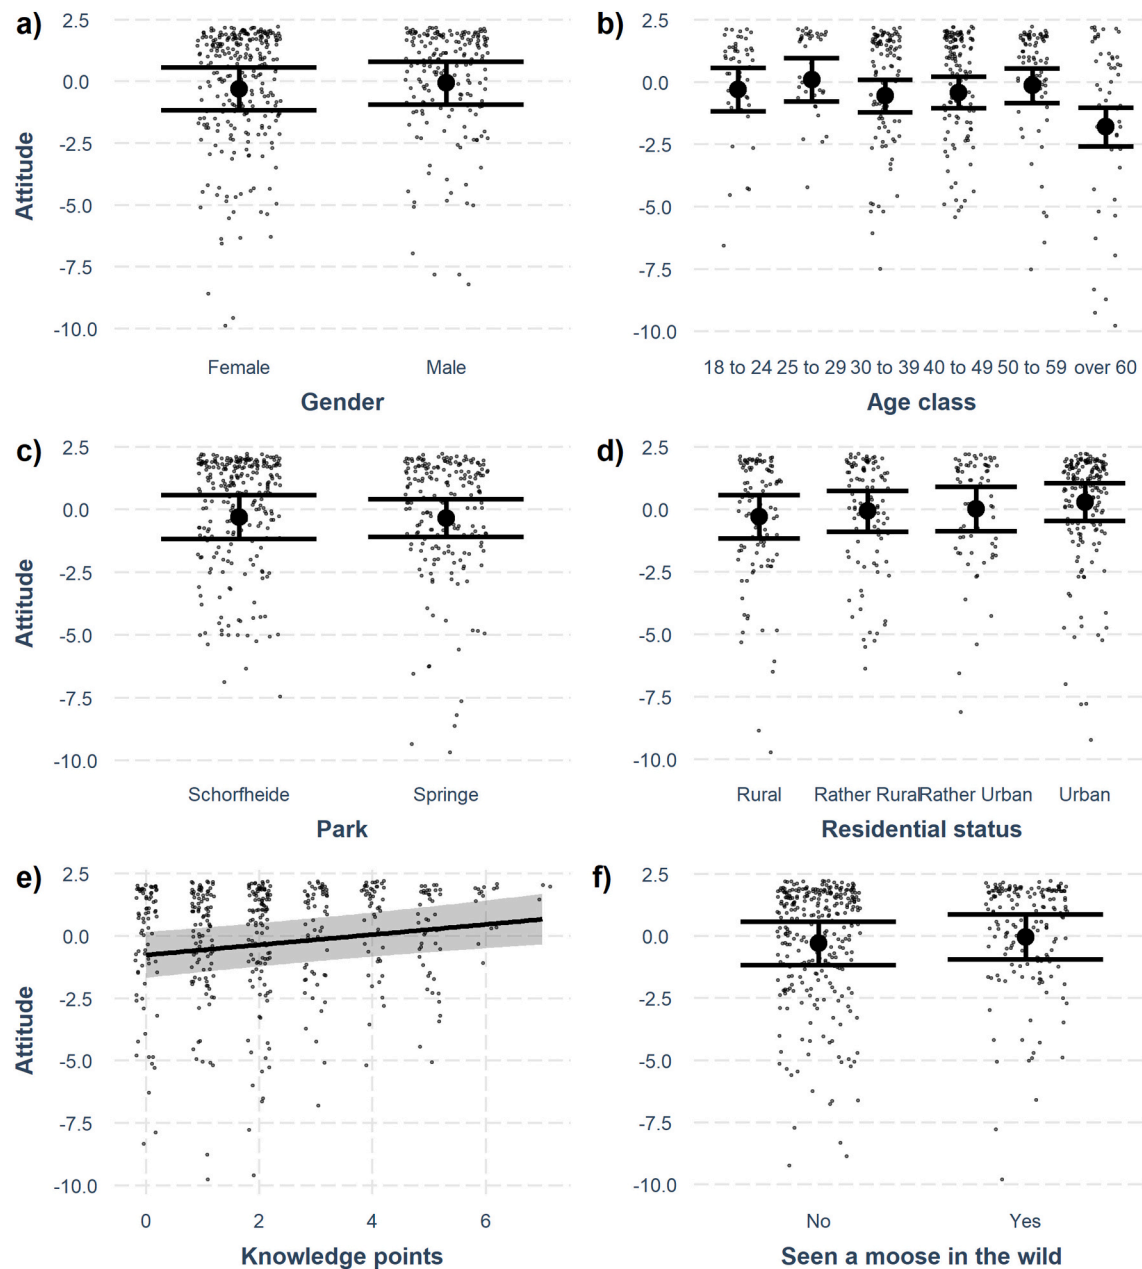 a)
2.5
0.0
-2.5
-5.0
-7.5
-10.0
Attitude
Female Male
Gender
b)
2.5
0.0
-2.5
-5.0
-7.5
-10.0
18 to 24 25 to 29 30 to 39 40 to 49 50 to 59 over 60
Age class
c)
2.5
0.0
-2.5
-5.0
-7.5
-10.0
Attitude
Schorfheide Springe
Park
d)
2.5
0.0
-2.5
-5.0
-7.5
-10.0
Rural Rather Rural Rather Urban Urban
Residential status
e)
2.5
0.0
-2.5
-5.0
-7.5
-10.0
Attitude
0 2 4 6
Knowledge points
f)
2.5
0.0
-2.5
-5.0
-7.5
-10.0
No Yes
Seen a moose in the wild